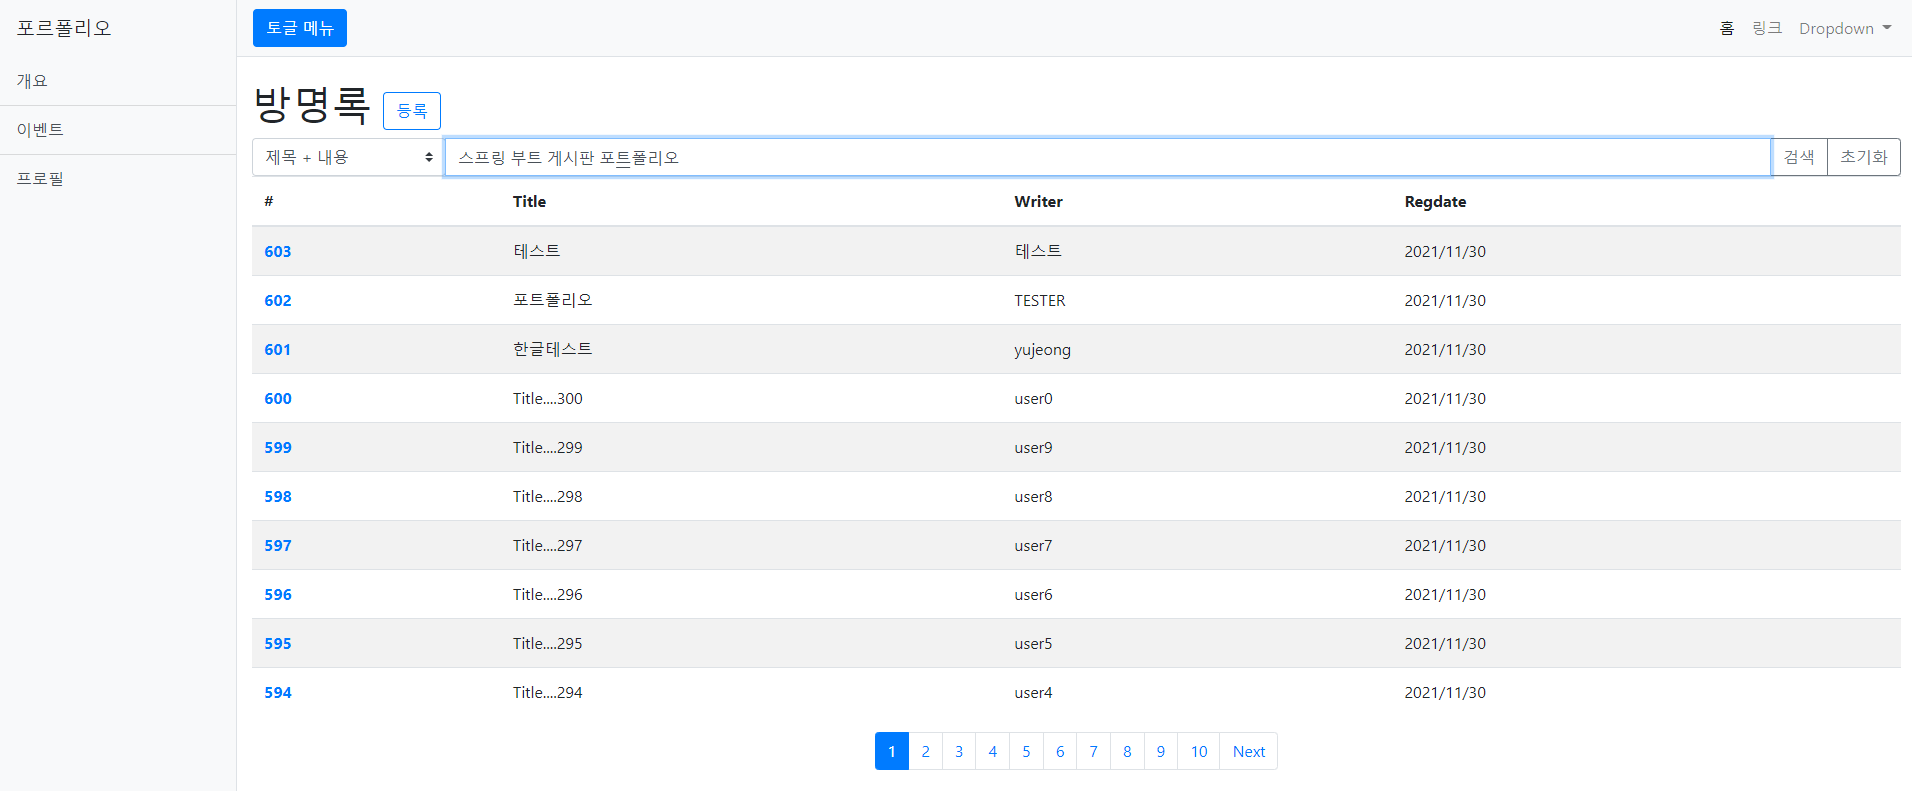 포르폴리오
개요
이벤트
프로필
토글 메뉴
홈 링크 Dropdown
방명록 등록
제목 + 내용 스프링 부트 게시판 포트폴리오 검색 초기화
# Title Writer Regdate
603 테스트 테스트 2021/11/30
602 포트폴리오 TESTER 2021/11/30
601 한글테스트 yujeong 2021/11/30
600 Title....300 user0 2021/11/30
599 Title....299 user9 2021/11/30
598 Title....298 user8 2021/11/30
597 Title....297 user7 2021/11/30
596 Title....296 user6 2021/11/30
595 Title....295 user5 2021/11/30
594 Title....294 user4 2021/11/30
1 2 3 4 5 6 7 8 9 10 Next